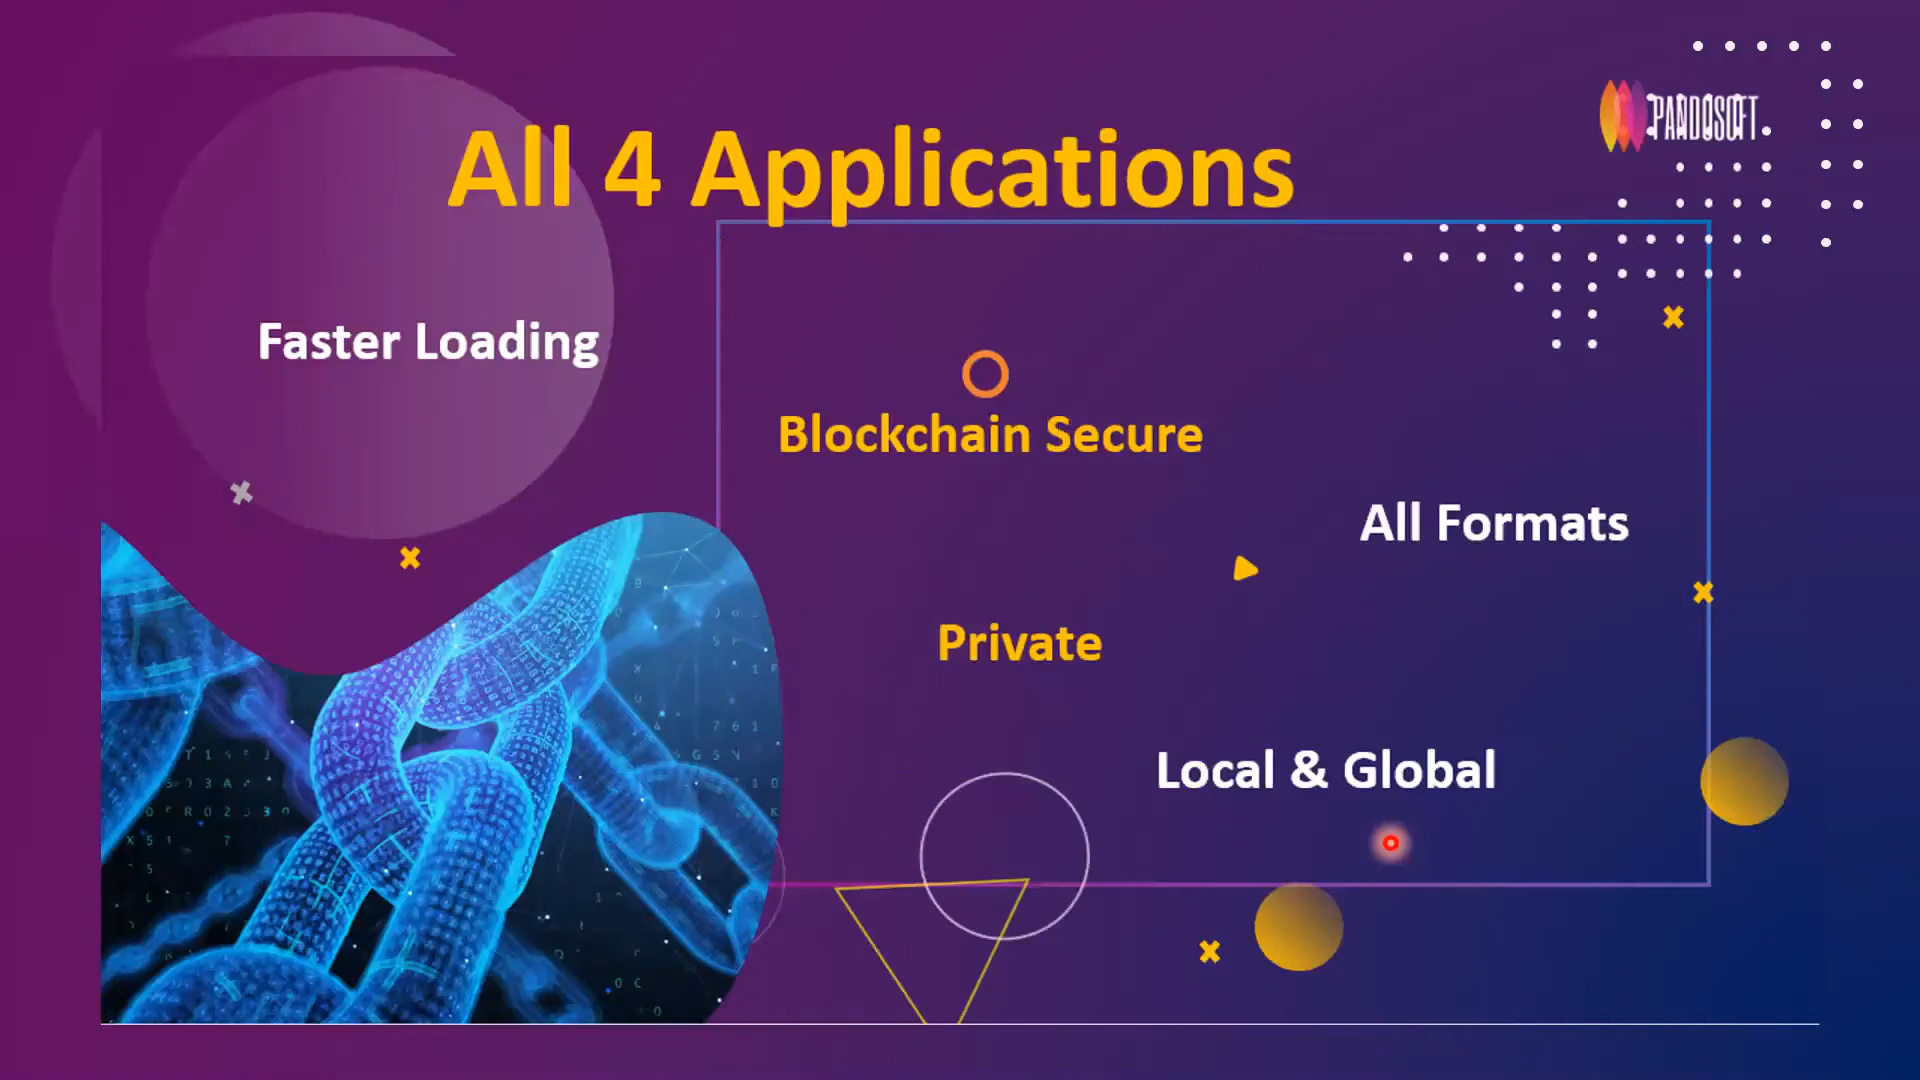 All 4 Applications
PANDOSOFT
Faster Loading
Blockchain Secure
All Formats
Private
Local & Global